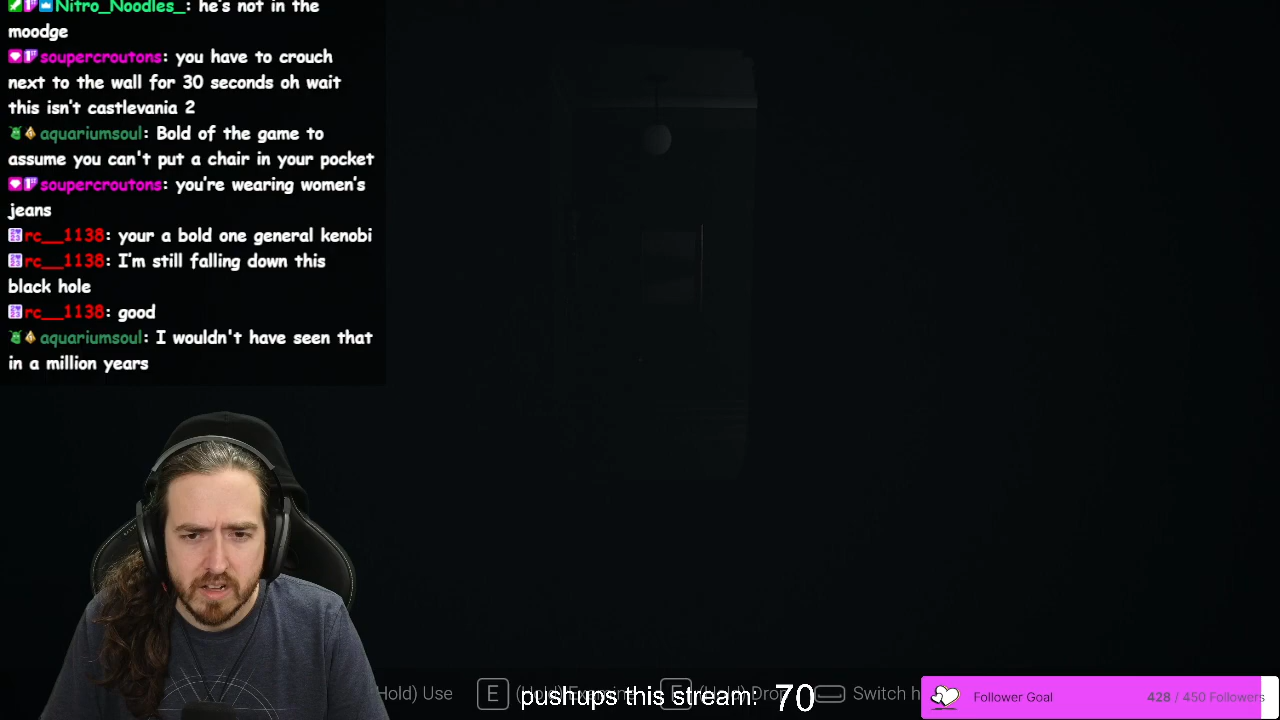 Nitro_Noodles_: he's not in the
moodge
soupercroutons: you have to crouch
next to the wall for 30 seconds oh wait
this isn't castlevania 2
aquariumsoul: Bold of the game to
assume you can't put a chair in your pocket
soupercroutons: you're wearing women's
jeans
rc__1138: your a bold one general kenobi
rc__1138: I'm still falling down this
black hole
rc__1138: good
aquariumsoul: I wouldn't have seen that
in a million years
(Hold) Use E pushups this stream: 70 Switch h
Follower Goal 428 / 450 Followers